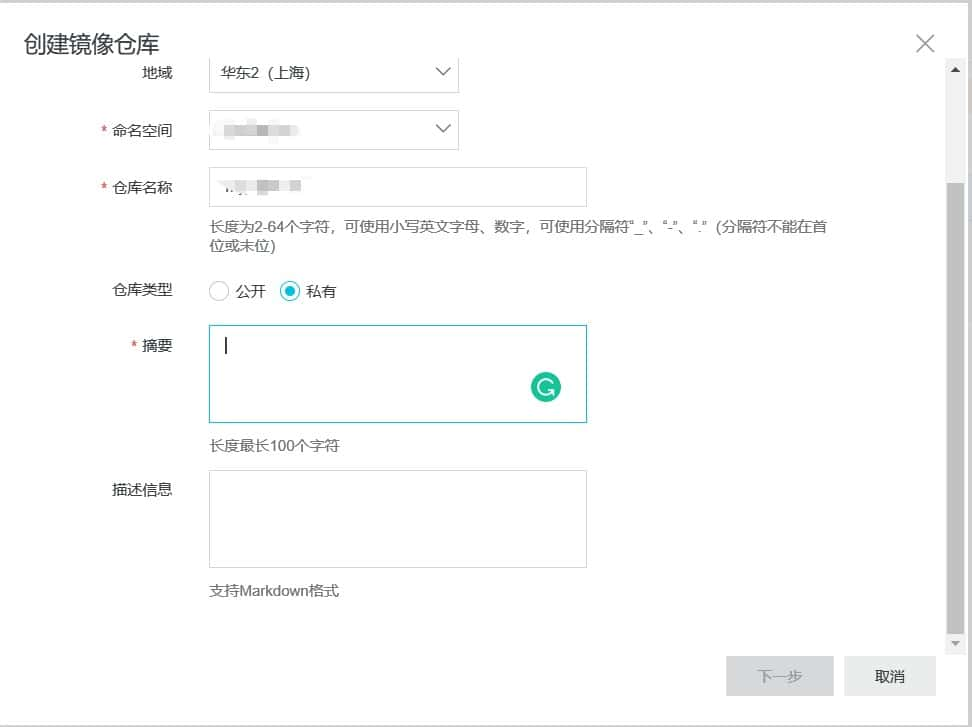 创建镜像仓库
地域
华东2（上海）
* 命名空间
* 仓库名称
长度为2-64个字符，可使用小写英文字母、数字，可使用分隔符“_”、“-”、“.”（分隔符不能在首
位或末位）
仓库类型
公开
私有
* 摘要
长度最长100个字符
描述信息
支持Markdown格式
下一步
取消